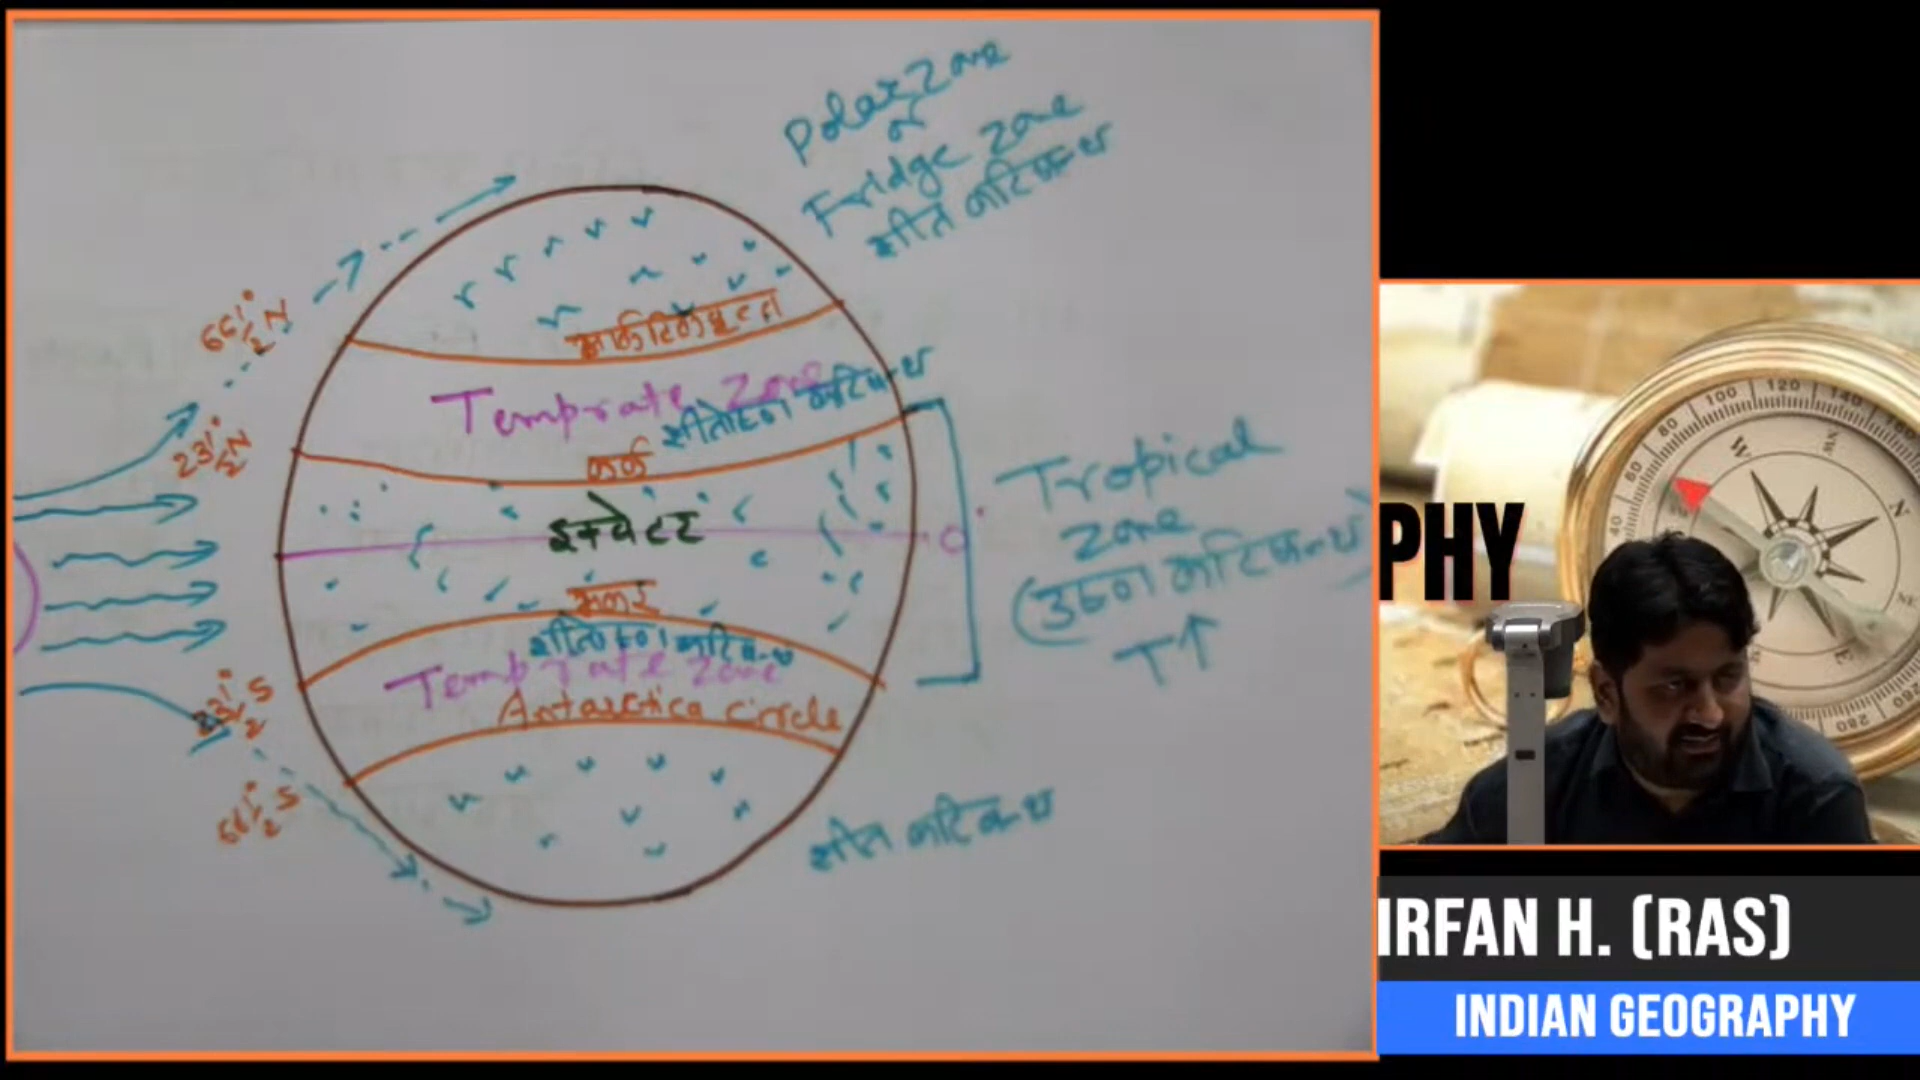 Polar Zone
or
Fridge Zone
शीत कटिबन्ध
66½°N
आर्कटिक वृत्त
Temprate Zone
शीतोष्ण कटिबन्ध
23½°N
कर्क
इक्वेटर
0°
Tropical
Zone
(उष्ण कटिबन्ध)
T↑
मकर
शीतोष्ण कटिबन्ध
Temprate Zone
23½°S
Antarctica circle
66½°S
शीत कटिबन्ध
PHY
IRFAN H. (RAS)
INDIAN GEOGRAPHY